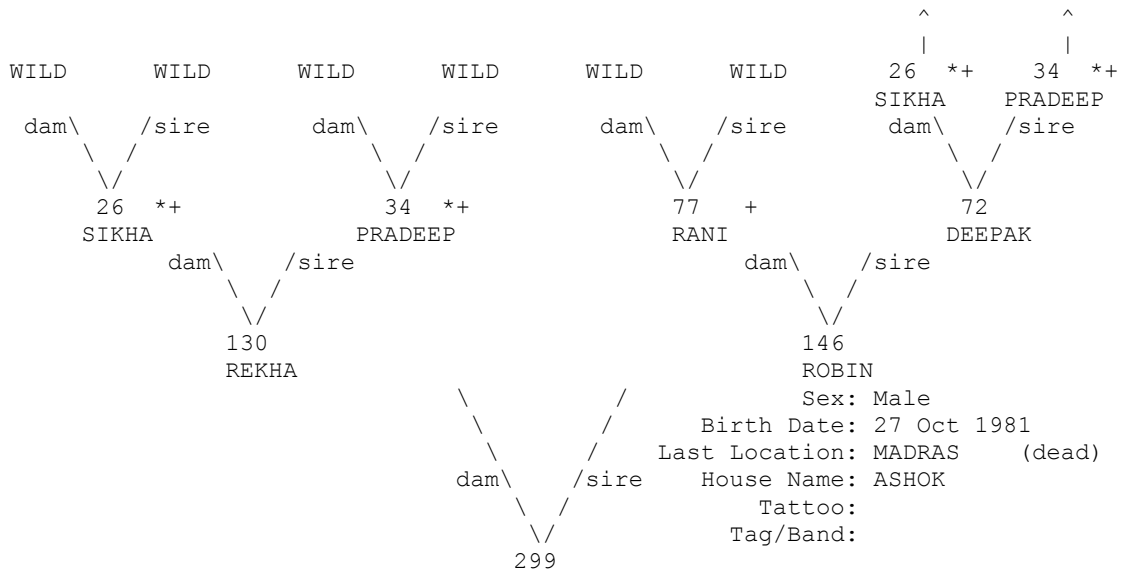 ^         ^
                                                               |         |
WILD      WILD      WILD      WILD      WILD      WILD       26  *+    34  *+
                                                            SIKHA    PRADEEP
 dam\    /sire       dam\    /sire       dam\    /sire       dam\    /sire
     \  /                \  /                \  /                \  /
      \/                  \/                  \/                  \/
      26  *+              34  *+              77   +              72
     SIKHA              PRADEEP              RANI               DEEPAK
           dam\    /sire                           dam\    /sire
               \  /                                    \  /
                \/                                      \/
               130                                     146
               REKHA                                   ROBIN
                               \          /            Sex: Male
                                \        /      Birth Date: 27 Oct 1981
                                 \      /    Last Location: MADRAS    (dead)
                               dam\    /sire    House Name: ASHOK
                                   \  /             Tattoo:
                                    \/            Tag/Band:
                                   299